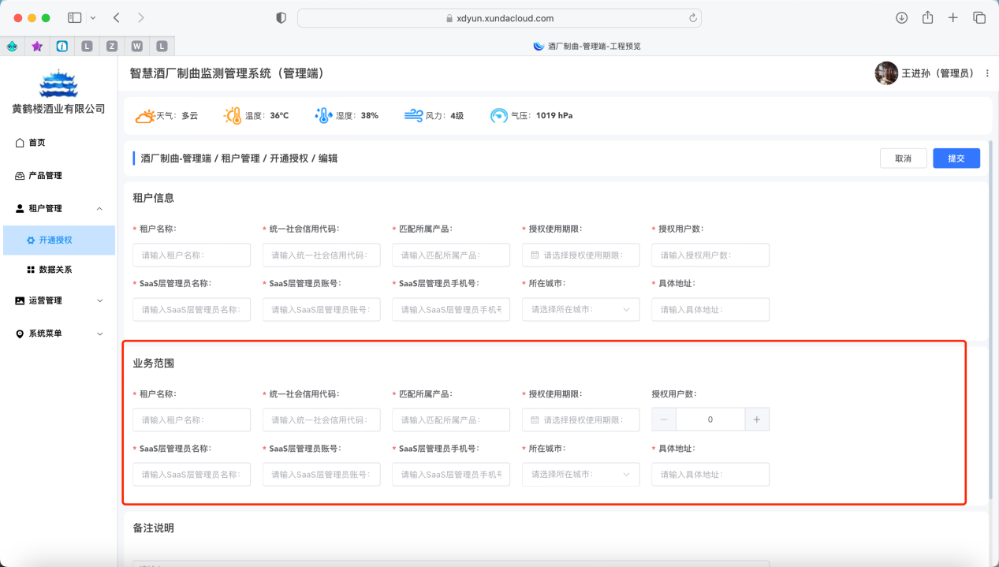 xdyun.xundacloud.com
L Z W L
酒厂制曲-管理端-工程预览
黄鹤楼酒业有限公司
智慧酒厂制曲监测管理系统（管理端）
王进孙（管理员）
天气：多云 温度：36℃ 湿度：38% 风力：4级 气压：1019 hPa
首页
产品管理
租户管理
开通授权
数据关系
运营管理
系统菜单
酒厂制曲-管理端 / 租户管理 / 开通授权 / 编辑
取消 提交
租户信息
* 租户名称: * 统一社会信用代码: * 匹配所属产品: * 授权使用期限: * 授权用户数:
请输入租户名称: 请输入统一社会信用代码: 请输入匹配所属产品: 请选择授权使用期限: 请输入授权用户数:
* SaaS层管理员名称: * SaaS层管理员账号: * SaaS层管理员手机号: * 所在城市: * 具体地址:
请输入SaaS层管理员名称: 请输入SaaS层管理员账号: 请输入SaaS层管理员手机号 请选择所在城市: 请输入具体地址:
业务范围
* 租户名称: * 统一社会信用代码: * 匹配所属产品: * 授权使用期限: 授权用户数:
请输入租户名称: 请输入统一社会信用代码: 请输入匹配所属产品: 请选择授权使用期限: 0
* SaaS层管理员名称: * SaaS层管理员账号: * SaaS层管理员手机号: * 所在城市: * 具体地址:
请输入SaaS层管理员名称: 请输入SaaS层管理员账号: 请输入SaaS层管理员手机号 请选择所在城市: 请输入具体地址:
备注说明